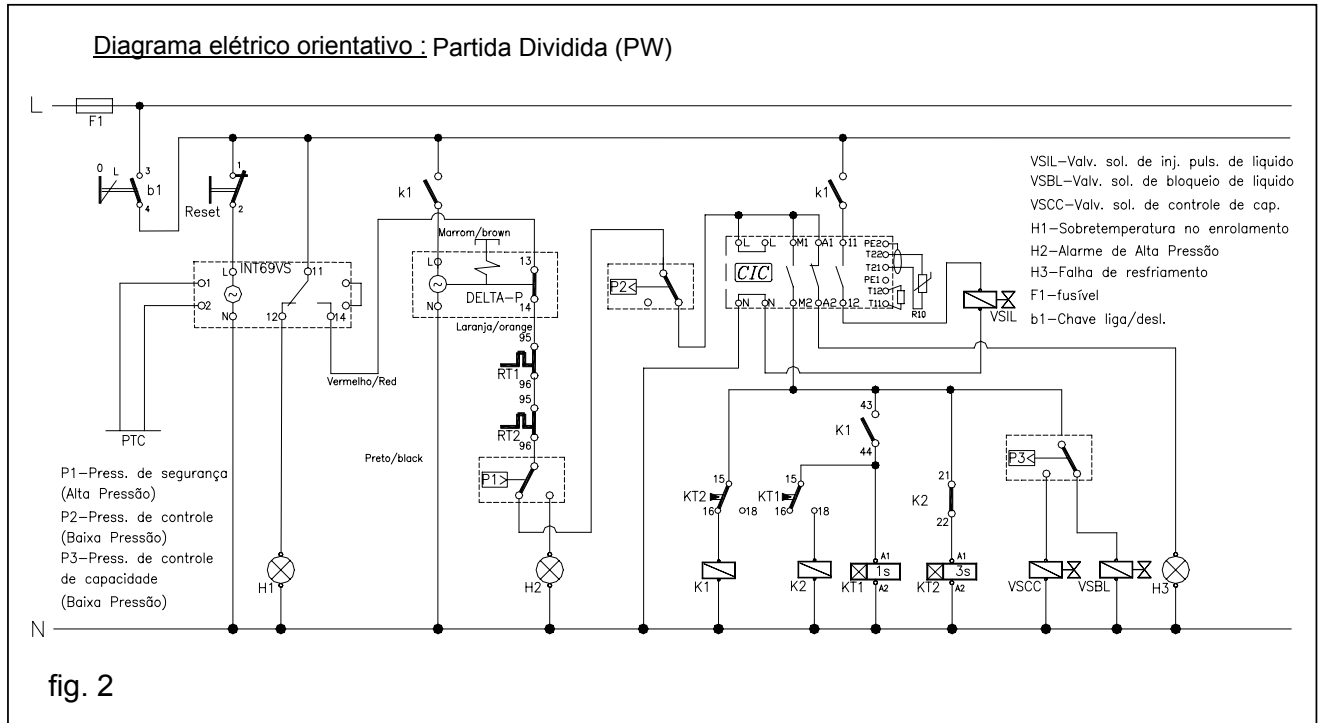 Diagrama elétrico orientativo : Partida Dividida (PW)
L
F1
0 L 3
b1
4
1
Reset
2
k1
k1
VSIL-Valv. sol. de inj. puls. de liquido
VSBL-Valv. sol. de bloqueio de liquido
VSCC-Valv. sol. de controle de cap.
H1-Sobretemperatura no enrolamento
H2-Alarme de Alta Pressão
H3-Falha de resfriamento
F1-fusível
b1-Chave liga/desl.
Marrom/brown
INT69VS
L 11
1
2
N 12 14
L 13
DELTA-P
N 14
Laranja/orange
P2
L L M1 A1 11
CIC
N N M2 A2 12
PE2
T22
T21
PE1
T12
T11
R10
VSIL
95
RT1
96
95
RT2
96
Vermelho/Red
PTC
Preto/black
P1
P1-Press. de segurança
(Alta Pressão)
P2-Press. de controle
(Baixa Pressão)
P3-Press. de controle
de capacidade
(Baixa Pressão)
43
K1
44
15
KT2
16 18
15
KT1
16 18
21
K2
22
P3
H1
H2
K1
K2
A1
1s
KT1 A2
A1
3s
KT2 A2
VSCC
VSBL
H3
N
fig. 2